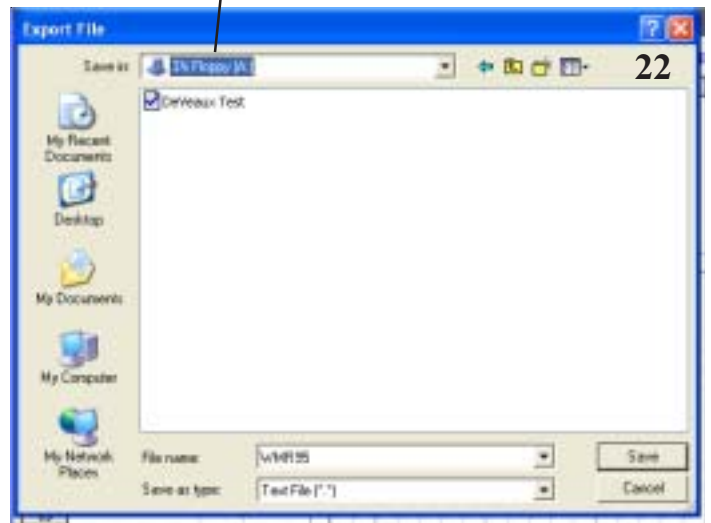 Export File
22
Save in: 3½ Floppy (A:)
DeVeaux Test
My Recent
Documents
Desktop
My Documents
My Computer
My Network
Places
File name: WMR95
Save
Save as type: Text File (*.*)
Cancel